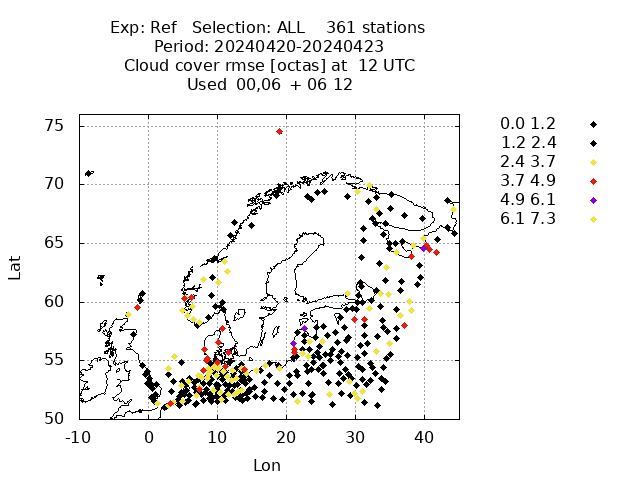 Exp: Ref   Selection: ALL    361 stations
Period: 20240420-20240423
Cloud cover rmse [octas] at  12 UTC
Used  00,06  + 06 12
75
70
65
60
55
50
Lat
-10 0 10 20 30 40
Lon
0.0 1.2
1.2 2.4
2.4 3.7
3.7 4.9
4.9 6.1
6.1 7.3